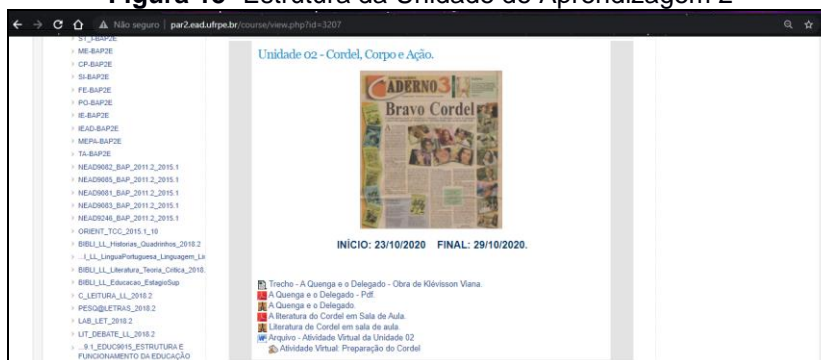 Figura 15- Estrutura da Unidade de Aprendizagem 2
Não seguro | par2.ead.ufrpe.br/course/view.php?id=3207
ST_I-BAP2E
ME-BAP2E
CP-BAP2E
SI-BAP2E
FE-BAP2E
PO-BAP2E
IE-BAP2E
IEAD-BAP2E
MEPA-BAP2E
TA-BAP2E
NEAD9082_BAP_2011.2_2015.1
NEAD9085_BAP_2011.2_2015.1
NEAD9081_BAP_2011.2_2015.1
NEAD9083_BAP_2011.2_2015.1
NEAD9246_BAP_2011.2_2015.1
ORIENT_TCC_2015.1_10
BIBLI_LL_Historias_Quadrinhos_2018.2
...I_LL_LinguaPortuguesa_Linguagem_Lin
BIBLI_LL_Literatura_Teoria_Critica_2018.
BIBLI_LL_Educacao_EstagioSup
C_LEITURA_LL_2018.2
PESQ@LETRAS_2018.2
LAB_LET_2018.2
LIT_DEBATE_LL_2018.2
...9.1_EDUC9015_ESTRUTURA E
FUNCIONAMENTO DA EDUCAÇÃO
Unidade 02 - Cordel, Corpo e Ação.
CADERNO3
Bravo Cordel
INÍCIO: 23/10/2020 FINAL: 29/10/2020.
Trecho - A Quenga e o Delegado - Obra de Klévisson Viana.
A Quenga e o Delegado - Pdf.
A Quenga e o Delegado.
A literatura do Cordel em Sala de Aula.
Literatura de Cordel em sala de aula.
Arquivo - Atividade Virtual da Unidade 02
Atividade Virtual: Preparação do Cordel